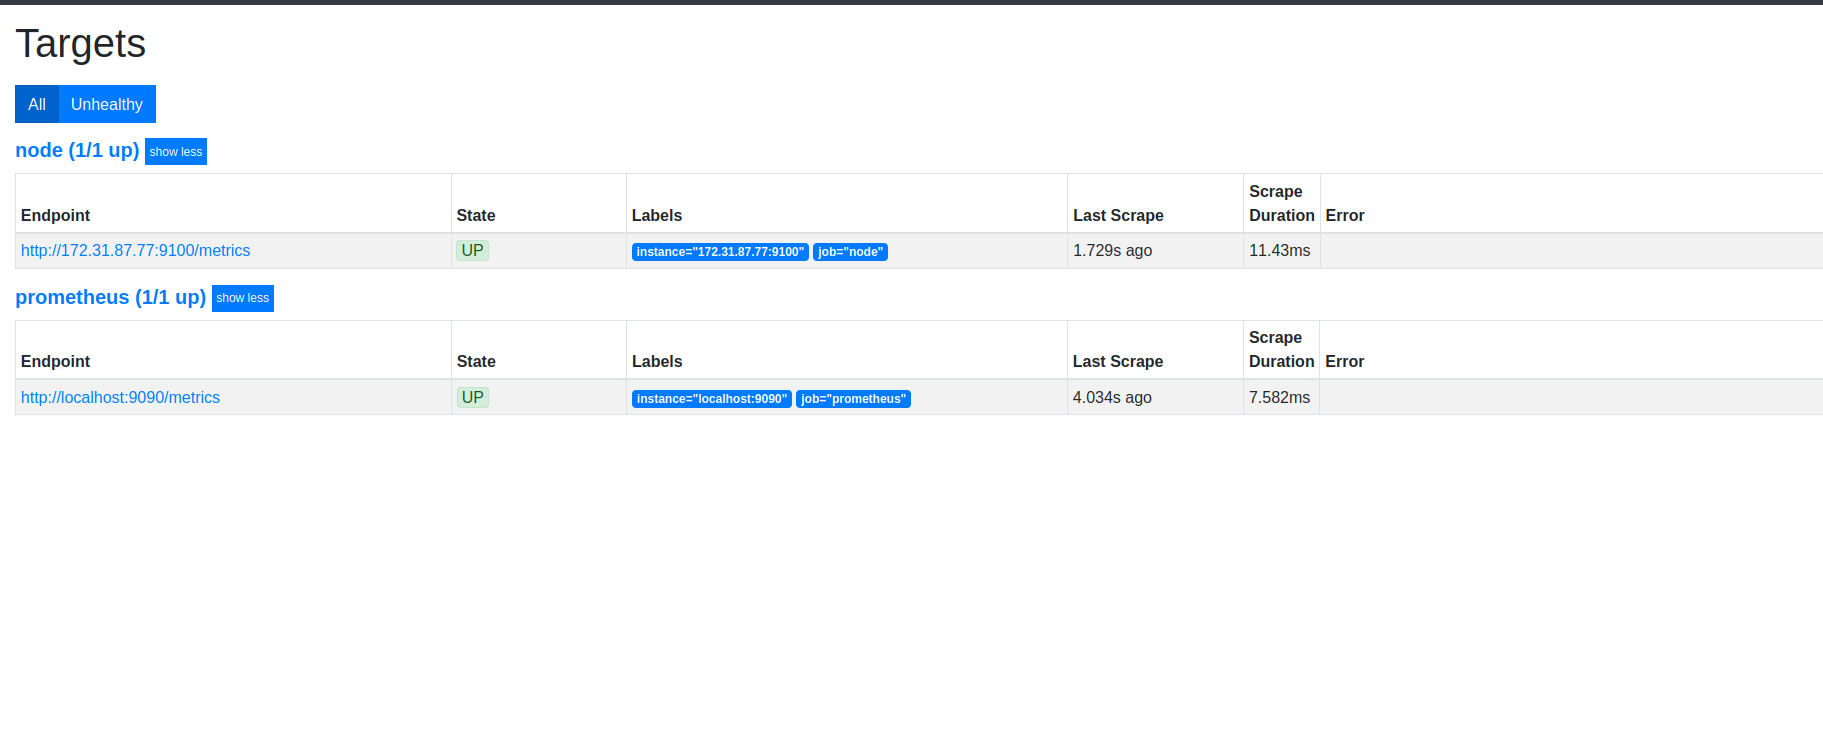 Targets
All Unhealthy
node (1/1 up) show less
Scrape
Endpoint State Labels Last Scrape Duration Error
http://172.31.87.77:9100/metrics UP instance="172.31.87.77:9100" job="node" 1.729s ago 11.43ms
prometheus (1/1 up) show less
Scrape
Endpoint State Labels Last Scrape Duration Error
http://localhost:9090/metrics UP instance="localhost:9090" job="prometheus" 4.034s ago 7.582ms